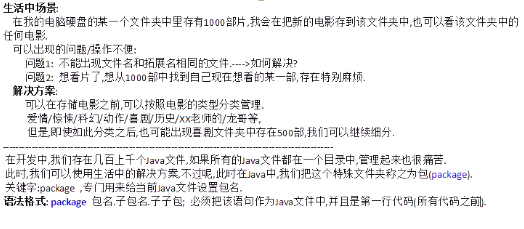 生活中场景:
在我的电脑硬盘的某一个文件夹中里存有1000部片,我会在把新的电影存到该文件夹中,也可以看该文件夹中的
任何电影.
可以出现的问题/操作不便:
问题1: 不能出现文件名和拓展名相同的文件.---->如何解决?
问题2: 想看片了,想从1000部中找到自己现在想看的某一部,存在特别麻烦.
解决方案:
可以在存储电影之前,可以按照电影的类型分类管理.
爱情/惊悚/科幻/动作/喜剧/历史/XX老师的/龙哥等,
但是,即使如此分类之后,也可能出现喜剧文件夹中存在500部,我们可以继续细分.
-----------------------------------------------------------------------------------
在开发中,我们存在几百上千个Java文件,如果所有的Java文件都在一个目录中,管理起来也很痛苦.
此时,我们可以使用生活中的解决方案,不过呢,此时在Java中,我们把这个特殊文件夹称之为包(package).
关键字:package ,专门用来给当前Java文件设置包名.
语法格式: package 包名.子包名.子子包; 必须把该语句作为Java文件中,并且是第一行代码(所有代码之前).